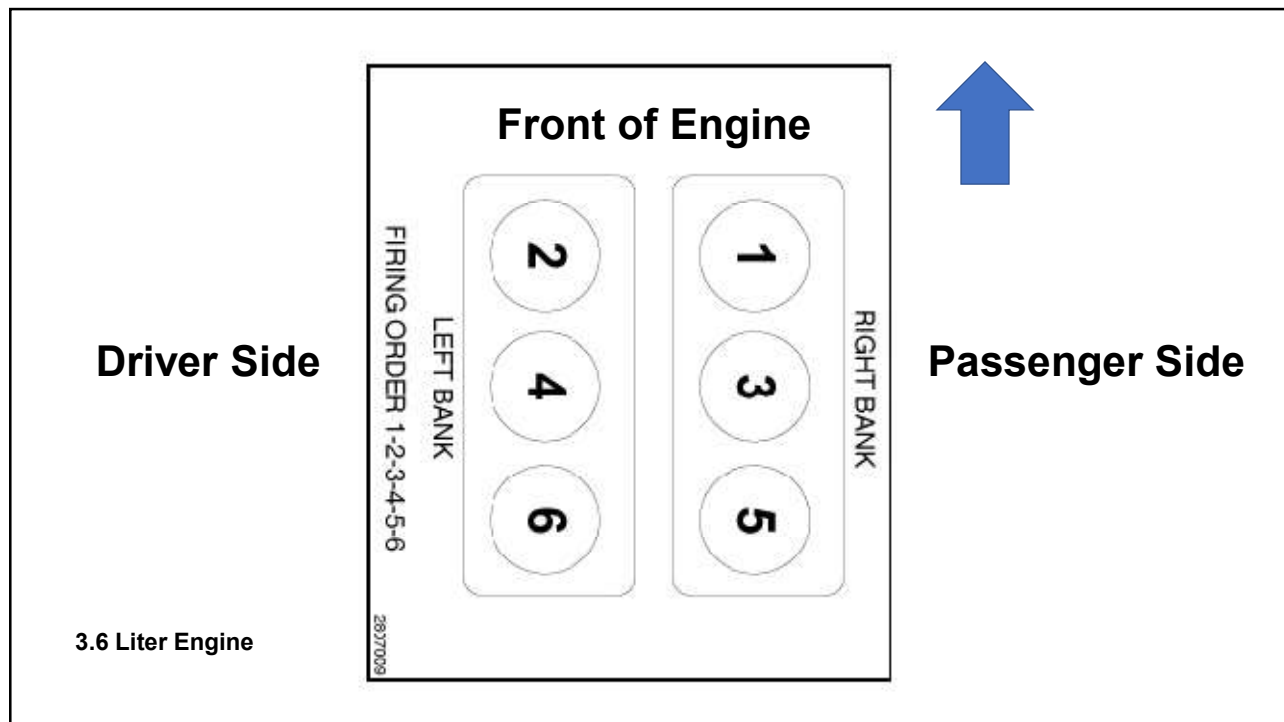 Front of Engine
Driver Side
FIRING ORDER 1-2-3-4-5-6
LEFT BANK
2
4
6
1
3
5
RIGHT BANK
Passenger Side
3.6 Liter Engine
2807009